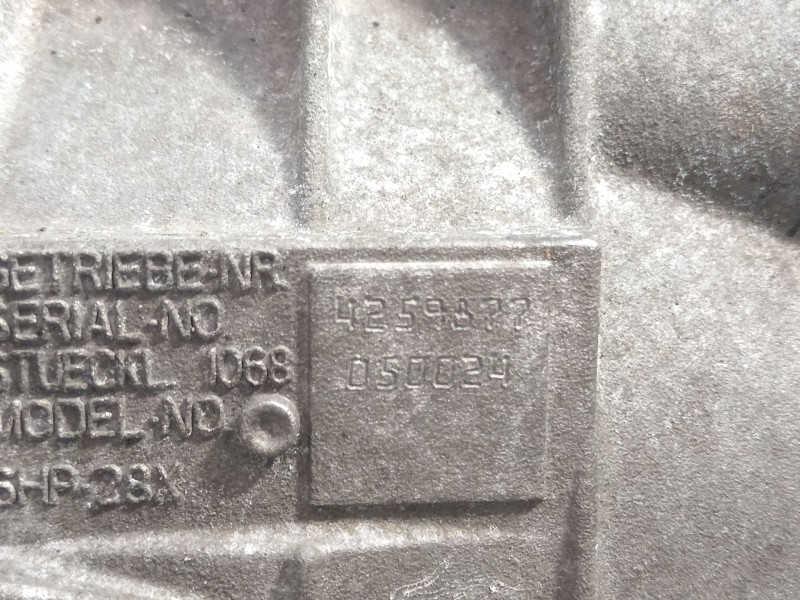 GETRIEBE-NR.
SERIAL-NO.
4259677
STUECKL. 1068
050024
MODEL-NO.
6HP-28X